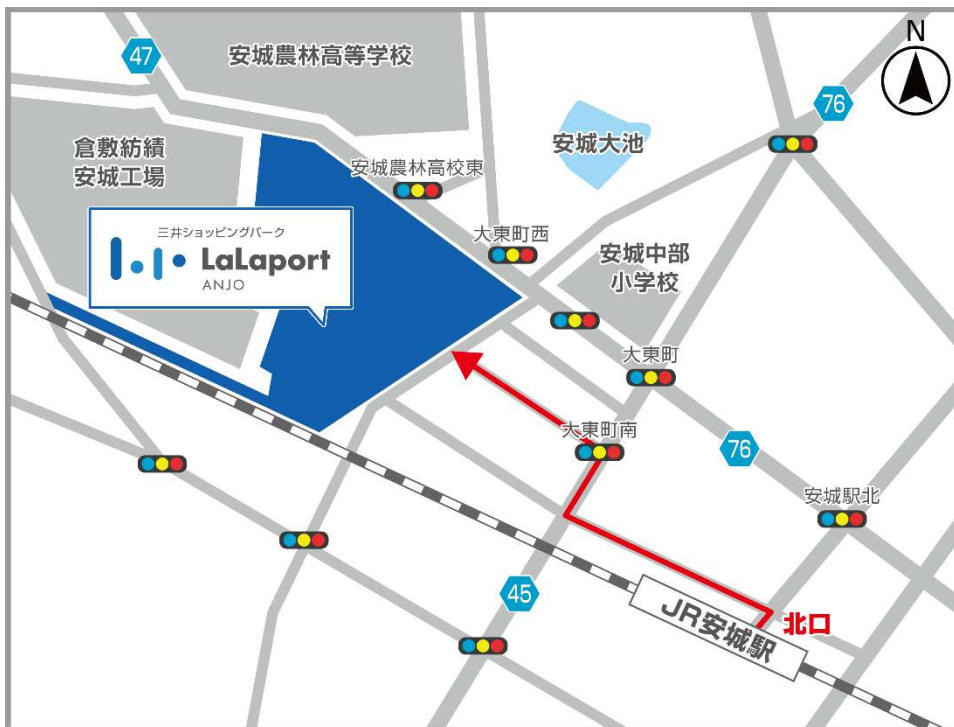 N
47
安城農林高等学校
76
倉敷紡績
安城工場
安城大池
安城農林高校東
三井ショッピングパーク
LaLaport
ANJO
大東町西
安城中部
小学校
大東町
大東町南
76
安城駅北
45
JR安城駅
北口